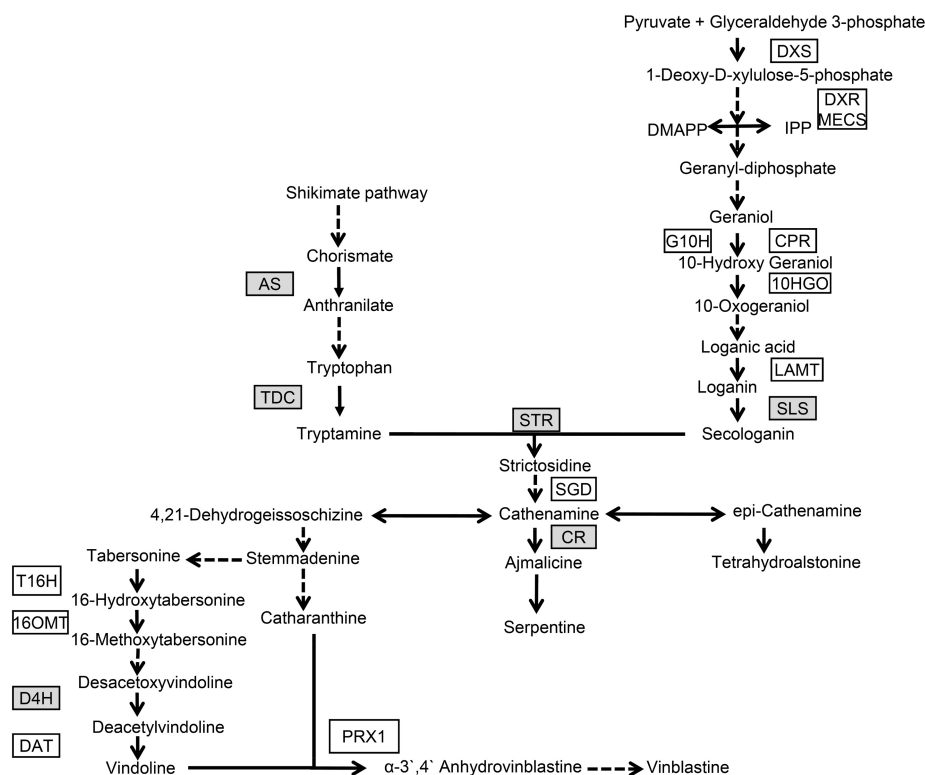 Pyruvate + Glyceraldehyde 3-phosphate
DXS
1-Deoxy-D-xylulose-5-phosphate
DXR
MECS
DMAPP
IPP
Geranyl-diphosphate
Shikimate pathway
Geraniol
G10H
CPR
Chorismate
10-Hydroxy Geraniol
AS
10HGO
Anthranilate
10-Oxogeraniol
Loganic acid
Tryptophan
LAMT
Loganin
TDC
SLS
STR
Tryptamine
Secologanin
Strictosidine
SGD
4,21-Dehydrogeissoschizine
Cathenamine
epi-Cathenamine
CR
Tabersonine
Stemmadenine
Ajmalicine
Tetrahydroalstonine
T16H
16-Hydroxytabersonine
Catharanthine
16OMT
Serpentine
16-Methoxytabersonine
Desacetoxyvindoline
D4H
Deacetylvindoline
DAT
PRX1
Vindoline
α-3`,4` Anhydrovinblastine
Vinblastine